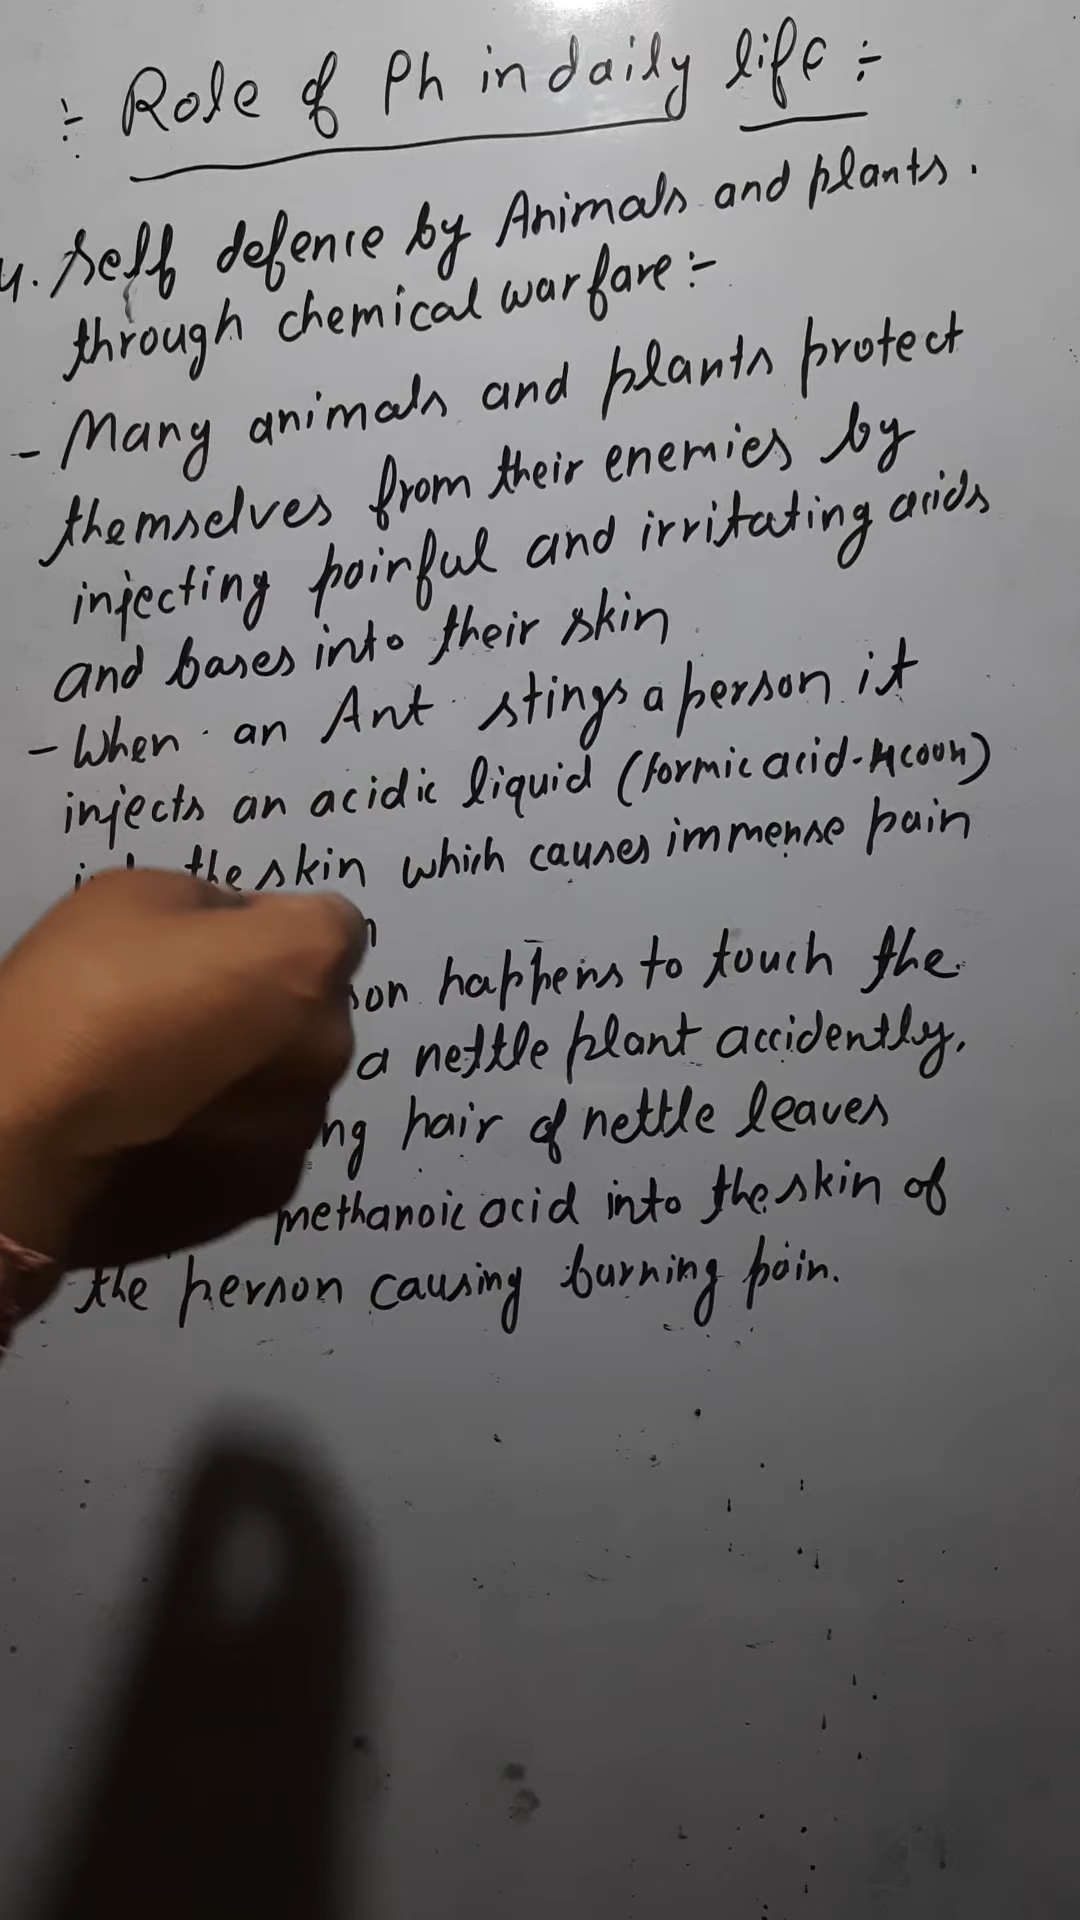 ÷ Role of Ph in daily life ÷
4. Self defence by Animals and plants.
through chemical warfare :-
- Many animals and plants protect
themselves from their enemies by
injecting painful and irritating acids
and bases into their skin
- When an Ant stings a person it
injects an acidic liquid (formic acid-HCOOH)
the skin which causes immense pain
happens to touch the
a nettle plant accidently,
hair of nettle leaves
methanoic acid into the skin of
the person causing burning pain.